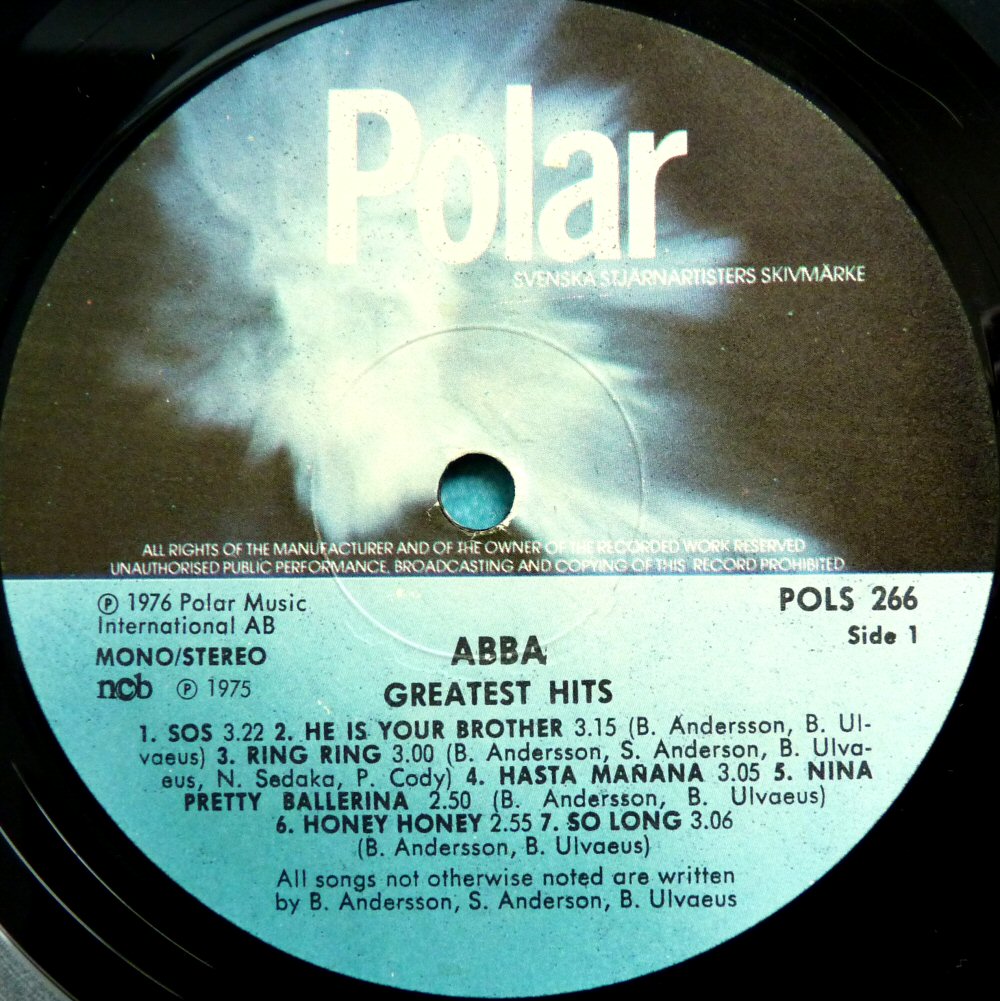 Polar
SVENSKA STJÄRNARTISTERS SKIVMÄRKE
ALL RIGHTS OF THE MANUFACTURER AND OF THE OWNER OF THE RECORDED WORK RESERVED
UNAUTHORISED PUBLIC PERFORMANCE, BROADCASTING AND COPYING OF THIS RECORD PROHIBITED
℗ 1976 Polar Music
International AB
MONO/STEREO
ncb ℗ 1975
POLS 266
Side 1
ABBA
GREATEST HITS
1. SOS 3.22 2. HE IS YOUR BROTHER 3.15 (B. Andersson, B. Ul-
vaeus) 3. RING RING 3.00 (B. Andersson, S. Anderson, B. Ulva-
eus, N. Sedaka, P. Cody) 4. HASTA MAÑANA 3.05 5. NINA
PRETTY BALLERINA 2.50 (B. Andersson, B. Ulvaeus)
6. HONEY HONEY 2.55 7. SO LONG 3.06
(B. Andersson, B. Ulvaeus)
All songs not otherwise noted are written
by B. Andersson, S. Anderson, B. Ulvaeus